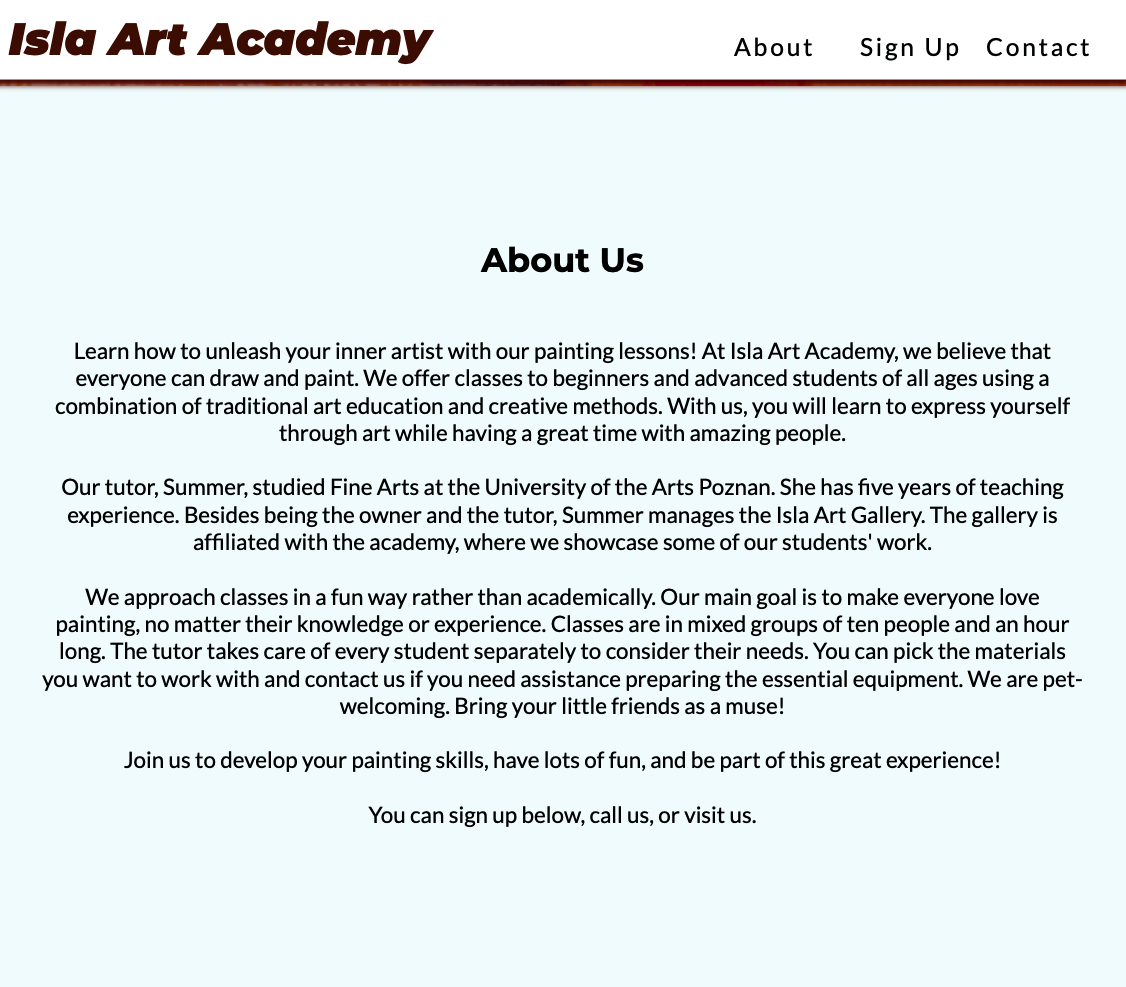 Isla Art Academy
About Sign Up Contact
About Us
Learn how to unleash your inner artist with our painting lessons! At Isla Art Academy, we believe that
everyone can draw and paint. We offer classes to beginners and advanced students of all ages using a
combination of traditional art education and creative methods. With us, you will learn to express yourself
through art while having a great time with amazing people.
Our tutor, Summer, studied Fine Arts at the University of the Arts Poznan. She has five years of teaching
experience. Besides being the owner and the tutor, Summer manages the Isla Art Gallery. The gallery is
affiliated with the academy, where we showcase some of our students' work.
We approach classes in a fun way rather than academically. Our main goal is to make everyone love
painting, no matter their knowledge or experience. Classes are in mixed groups of ten people and an hour
long. The tutor takes care of every student separately to consider their needs. You can pick the materials
you want to work with and contact us if you need assistance preparing the essential equipment. We are pet-
welcoming. Bring your little friends as a muse!
Join us to develop your painting skills, have lots of fun, and be part of this great experience!
You can sign up below, call us, or visit us.